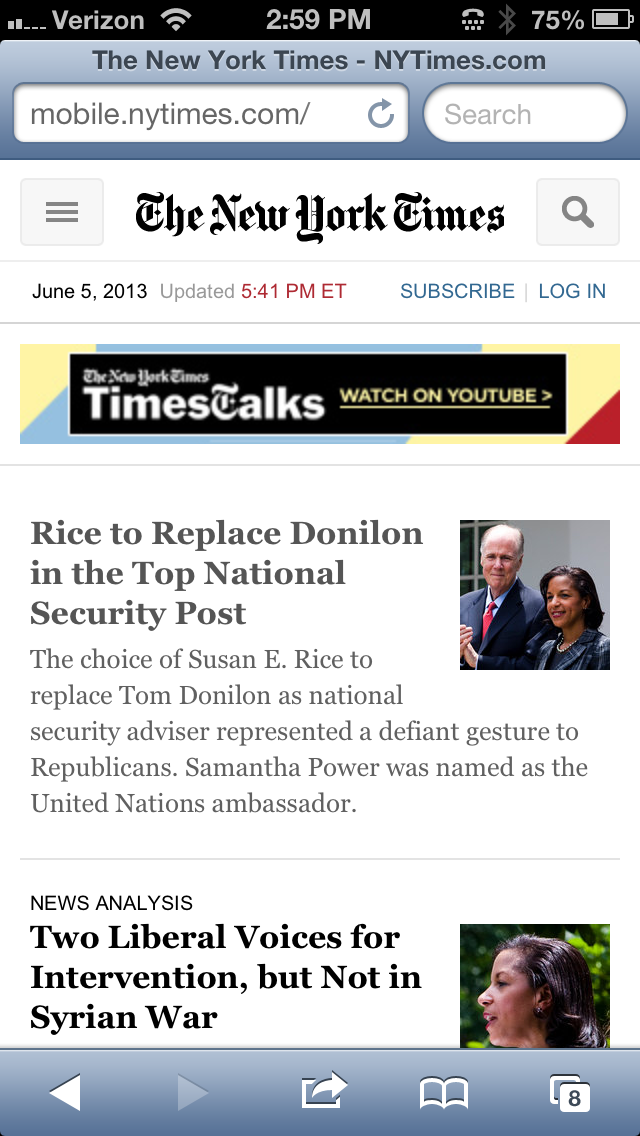 Verizon 2:59 PM 75%
The New York Times - NYTimes.com
mobile.nytimes.com/ Search
The New York Times
June 5, 2013 Updated 5:41 PM ET SUBSCRIBE | LOG IN
The New York Times
TimesTalks WATCH ON YOUTUBE >
Rice to Replace Donilon
in the Top National
Security Post
The choice of Susan E. Rice to
replace Tom Donilon as national
security adviser represented a defiant gesture to
Republicans. Samantha Power was named as the
United Nations ambassador.
NEWS ANALYSIS
Two Liberal Voices for
Intervention, but Not in
Syrian War
8